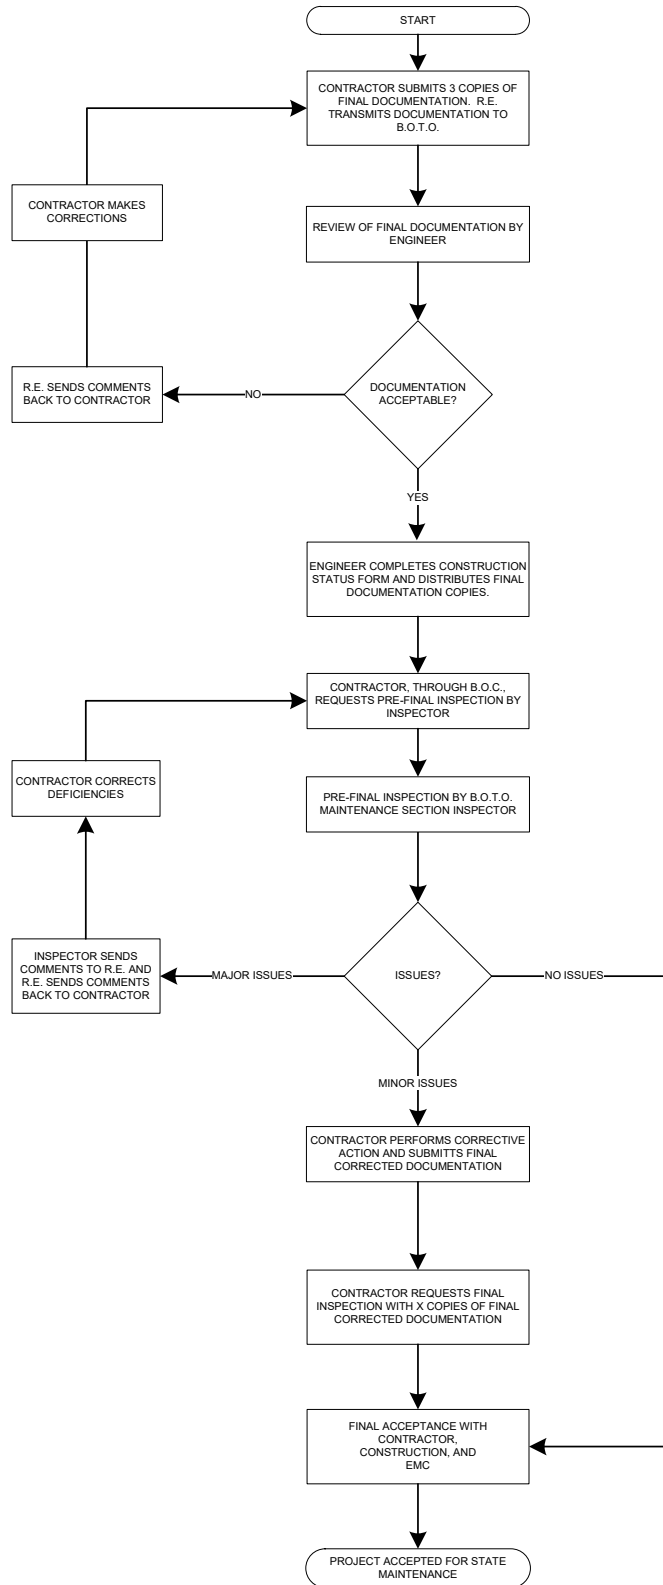 START
CONTRACTOR SUBMITS 3 COPIES OF
FINAL DOCUMENTATION.  R.E.
TRANSMITS DOCUMENTATION TO
B.O.T.O.
CONTRACTOR MAKES
CORRECTIONS
REVIEW OF FINAL DOCUMENTATION BY
ENGINEER
R.E. SENDS COMMENTS
BACK TO CONTRACTOR
NO
DOCUMENTATION
ACCEPTABLE?
YES
ENGINEER COMPLETES CONSTRUCTION
STATUS FORM AND DISTRIBUTES FINAL
DOCUMENTATION COPIES.
CONTRACTOR, THROUGH B.O.C.,
REQUESTS PRE-FINAL INSPECTION BY
INSPECTOR
CONTRACTOR CORRECTS
DEFICIENCIES
PRE-FINAL INSPECTION BY B.O.T.O.
MAINTENANCE SECTION INSPECTOR
INSPECTOR SENDS
COMMENTS TO R.E. AND
R.E. SENDS COMMENTS
BACK TO CONTRACTOR
MAJOR ISSUES
ISSUES?
NO ISSUES
MINOR ISSUES
CONTRACTOR PERFORMS CORRECTIVE
ACTION AND SUBMITTS FINAL
CORRECTED DOCUMENTATION
CONTRACTOR REQUESTS FINAL
INSPECTION WITH X COPIES OF FINAL
CORRECTED DOCUMENTATION
FINAL ACCEPTANCE WITH
CONTRACTOR,
CONSTRUCTION, AND
EMC
PROJECT ACCEPTED FOR STATE
MAINTENANCE